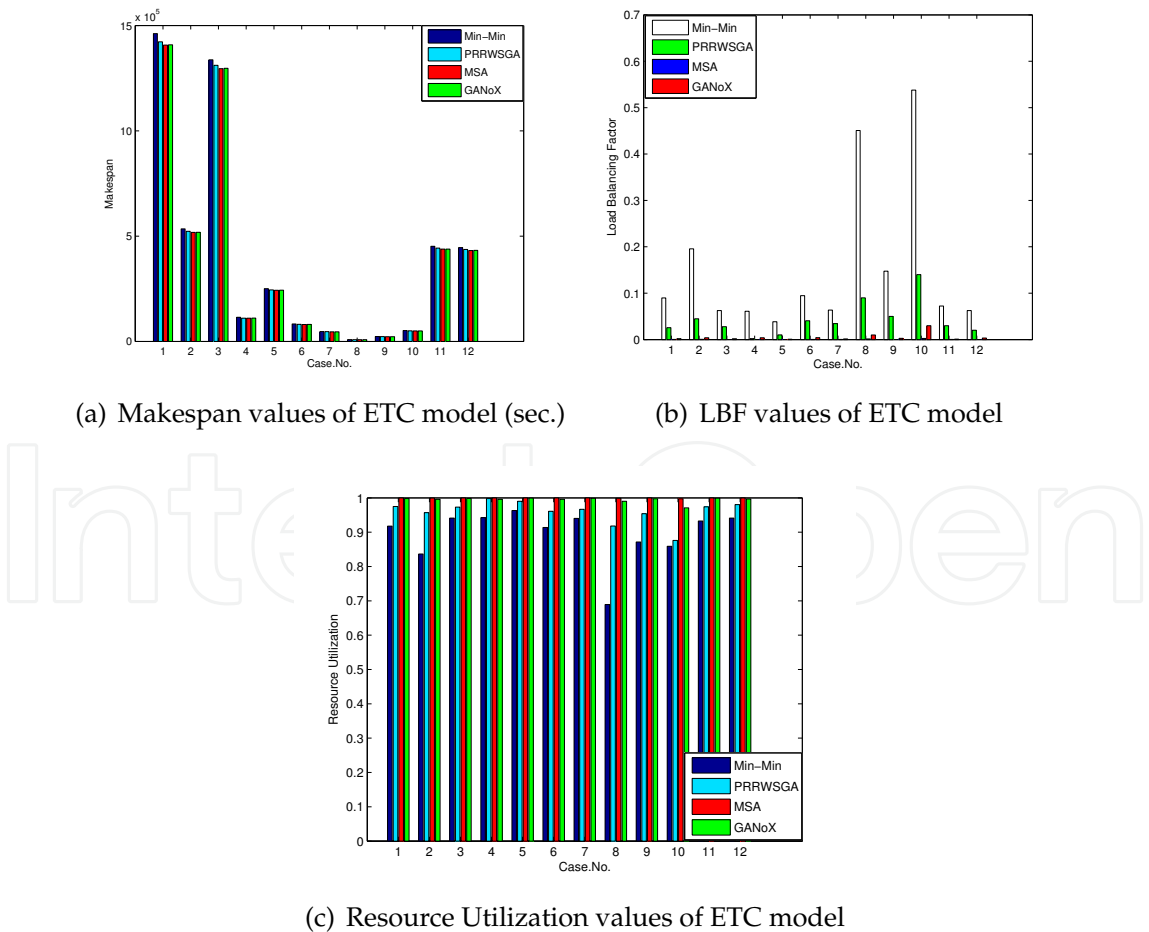 x 10^5
15
10
5
0
Makespan
1 2 3 4 5 6 7 8 9 10 11 12
Case.No.
Min−Min
PRRWSGA
MSA
GANoX
(a) Makespan values of ETC model (sec.)
0.7
0.6
0.5
0.4
0.3
0.2
0.1
0
Load Balancing Factor
1 2 3 4 5 6 7 8 9 10 11 12
Case.No.
Min−Min
PRRWSGA
MSA
GANoX
(b) LBF values of ETC model
1
0.9
0.8
0.7
0.6
0.5
0.4
0.3
0.2
0.1
0
Resource Utilization
1 2 3 4 5 6 7 8 9 10 11 12
Case.No.
Min−Min
PRRWSGA
MSA
GANoX
(c) Resource Utilization values of ETC model